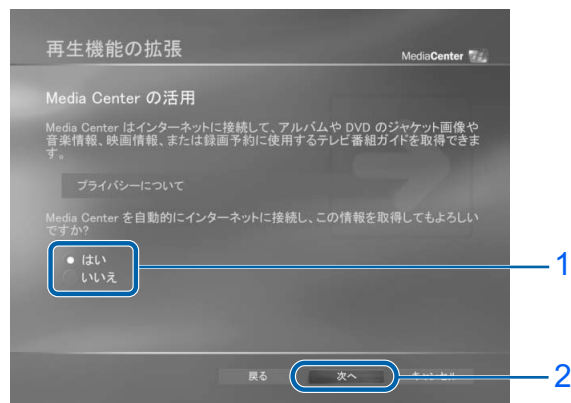 再生機能の拡張
MediaCenter
Media Center の活用
Media Center はインターネットに接続して、アルバムや DVD のジャケット画像や
音楽情報、映画情報、または録画予約に使用するテレビ番組ガイドを取得できま
す。
プライバシーについて
Media Center を自動的にインターネットに接続し、この情報を取得してもよろしい
ですか?
はい
いいえ
1
戻る 次へ キャンセル 2